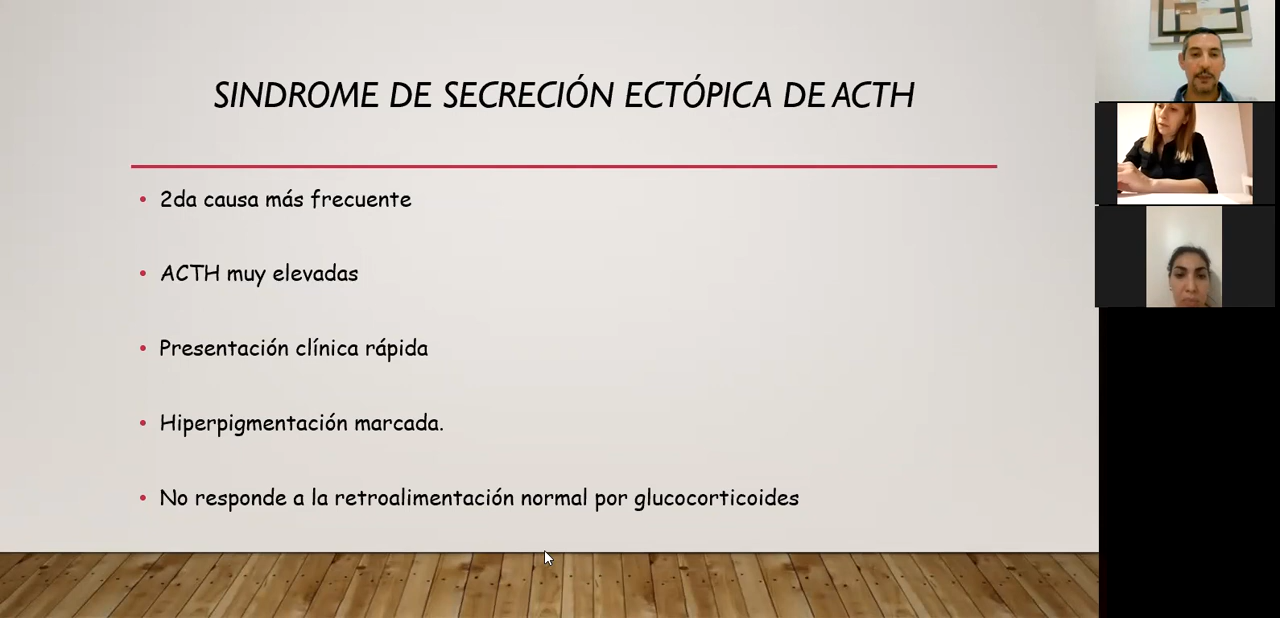 SINDROME DE SECRECIÓN ECTÓPICA DE ACTH
• 2da causa más frecuente
• ACTH muy elevadas
• Presentación clínica rápida
• Hiperpigmentación marcada.
• No responde a la retroalimentación normal por glucocorticoides